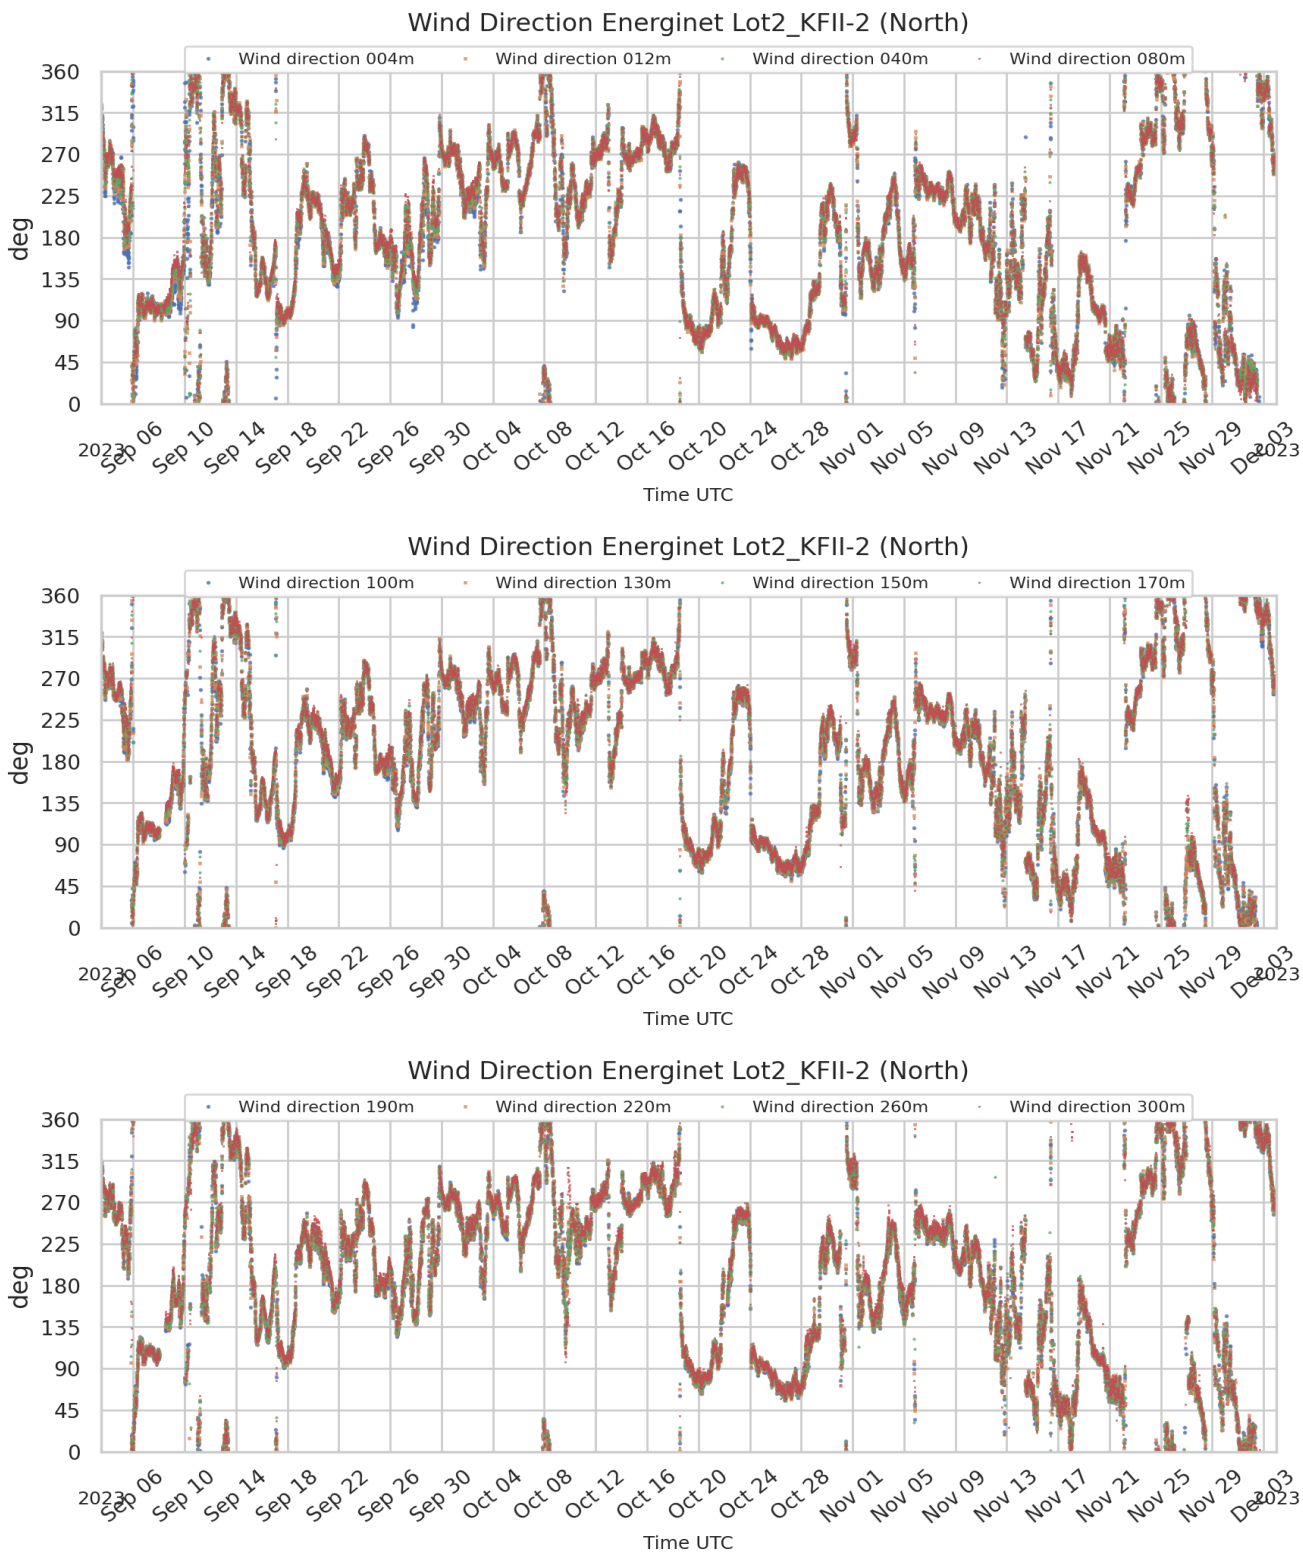 Wind Direction Energinet Lot2_KFII-2 (North)
Wind direction 004m Wind direction 012m Wind direction 040m Wind direction 080m
360
315
270
225
180
135
90
45
0
deg
2023 Sep 06 Sep 10 Sep 14 Sep 18 Sep 22 Sep 26 Sep 30 Oct 04 Oct 08 Oct 12 Oct 16 Oct 20 Oct 24 Oct 28 Nov 01 Nov 05 Nov 09 Nov 13 Nov 17 Nov 21 Nov 25 Nov 29 Dec 03 2023
Time UTC
Wind Direction Energinet Lot2_KFII-2 (North)
Wind direction 100m Wind direction 130m Wind direction 150m Wind direction 170m
360
315
270
225
180
135
90
45
0
deg
2023 Sep 06 Sep 10 Sep 14 Sep 18 Sep 22 Sep 26 Sep 30 Oct 04 Oct 08 Oct 12 Oct 16 Oct 20 Oct 24 Oct 28 Nov 01 Nov 05 Nov 09 Nov 13 Nov 17 Nov 21 Nov 25 Nov 29 Dec 03 2023
Time UTC
Wind Direction Energinet Lot2_KFII-2 (North)
Wind direction 190m Wind direction 220m Wind direction 260m Wind direction 300m
360
315
270
225
180
135
90
45
0
deg
2023 Sep 06 Sep 10 Sep 14 Sep 18 Sep 22 Sep 26 Sep 30 Oct 04 Oct 08 Oct 12 Oct 16 Oct 20 Oct 24 Oct 28 Nov 01 Nov 05 Nov 09 Nov 13 Nov 17 Nov 21 Nov 25 Nov 29 Dec 03 2023
Time UTC